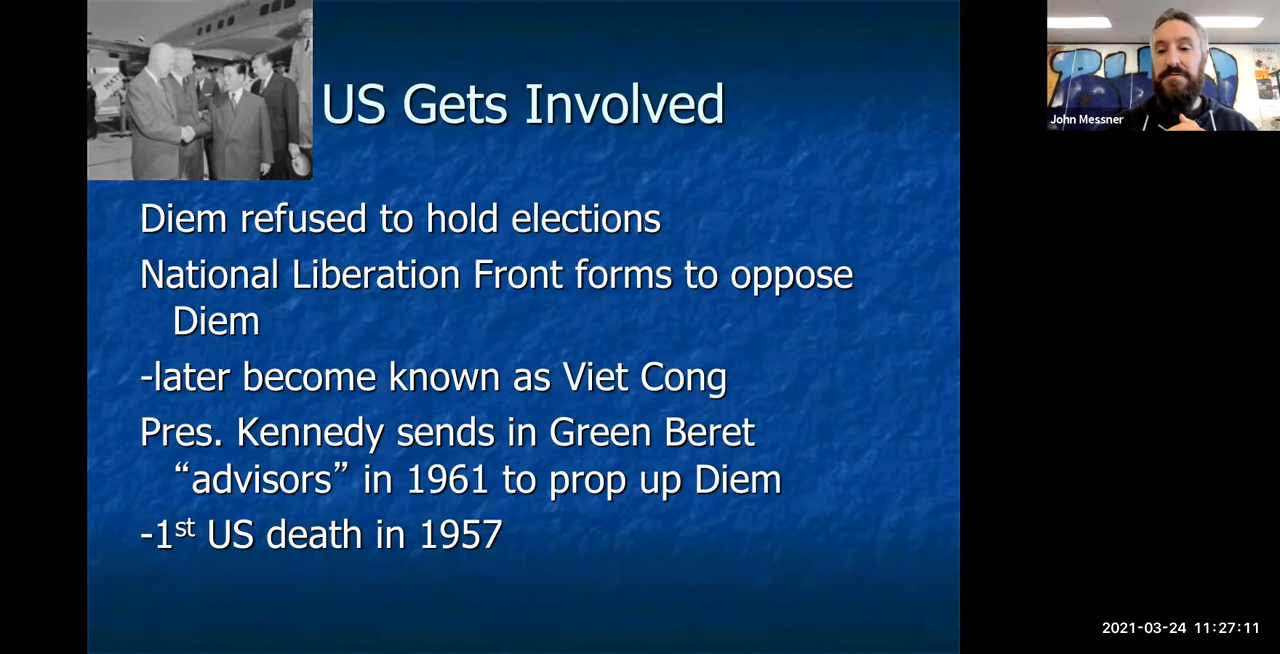 US Gets Involved
Diem refused to hold elections
National Liberation Front forms to oppose
Diem
-later become known as Viet Cong
Pres. Kennedy sends in Green Beret
“advisors” in 1961 to prop up Diem
-1st US death in 1957
John Messner
2021-03-24 11:27:11